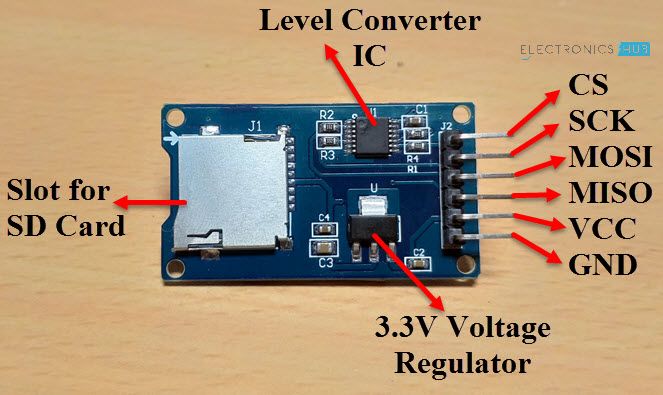 Level Converter
IC
ELECTRONICS HUB
CS
SCK
MOSI
MISO
VCC
GND
Slot for
SD Card
3.3V Voltage
Regulator
J1
R2
R3
C1
R4
R1
J2
U
C4
C3
C2